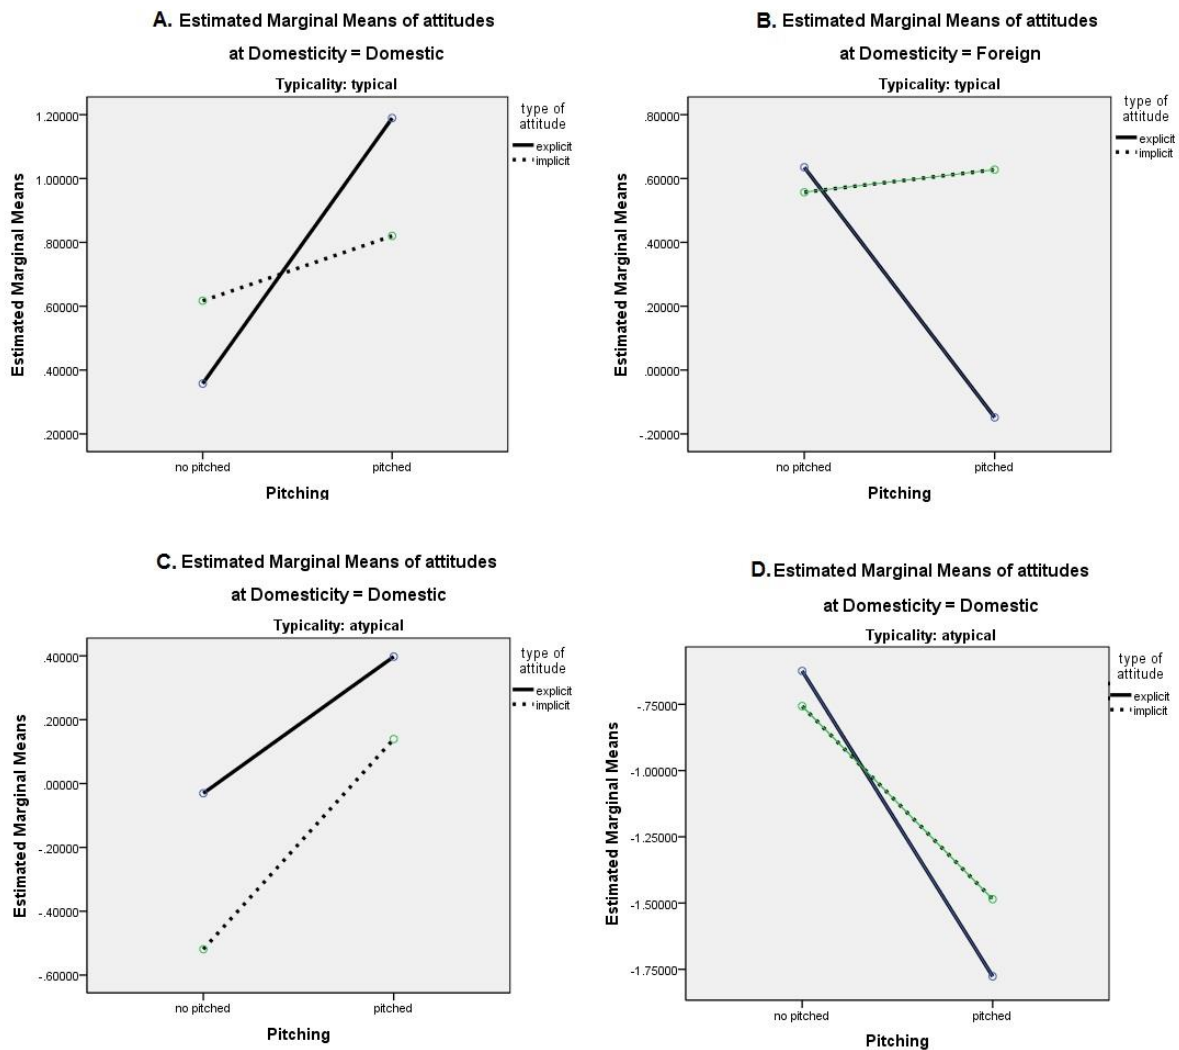 A. Estimated Marginal Means of attitudes
at Domesticity = Domestic
Typicality: typical
type of
attitude
explicit
implicit
Estimated Marginal Means
1.20000
1.00000
.80000
.60000
.40000
.20000
no pitched
pitched
Pitching
B. Estimated Marginal Means of attitudes
at Domesticity = Foreign
Typicality: typical
type of
attitude
explicit
implicit
Estimated Marginal Means
.80000
.60000
.40000
.20000
.00000
-.20000
no pitched
pitched
Pitching
C. Estimated Marginal Means of attitudes
at Domesticity = Domestic
Typicality: atypical
type of
attitude
explicit
implicit
Estimated Marginal Means
.40000
.20000
.00000
-.20000
-.40000
-.60000
no pitched
pitched
Pitching
D. Estimated Marginal Means of attitudes
at Domesticity = Domestic
Typicality: atypical
type of
attitude
explicit
implicit
Estimated Marginal Means
-.75000
-1.00000
-1.25000
-1.50000
-1.75000
no pitched
pitched
Pitching